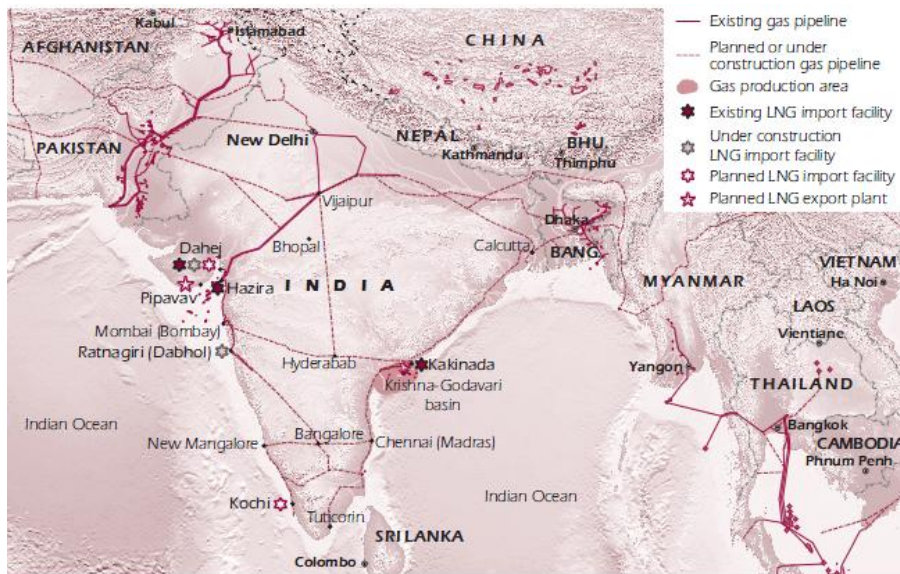 Kabul
Islamabad
AFGHANISTAN
CHINA
Existing gas pipeline
Planned or under
construction gas pipeline
Gas production area
Existing LNG import facility
Under construction
LNG import facility
Planned LNG import facility
Planned LNG export plant
New Delhi
NEPAL
PAKISTAN
Kathmandu
BHU.
Thimphu
Vijaipur
Dhaka
Dahej
Bhopal
Calcutta
BANG.
INDIA
Hazira
MYANMAR
VIETNAM
Ha Noi
Pipavav
LAOS
Mombai (Bombay)
Vientiane
Ratnagiri (Dabhol)
Hyderabab
Kakinada
Krishna-Godavari
basin
Yangon
THAILAND
Indian Ocean
Bangkok
New Mangalore
Bangalore
Chennai (Madras)
CAMBODIA
Phnum Penh
Kochi
Indian Ocean
Tuticorin
SRI LANKA
Colombo